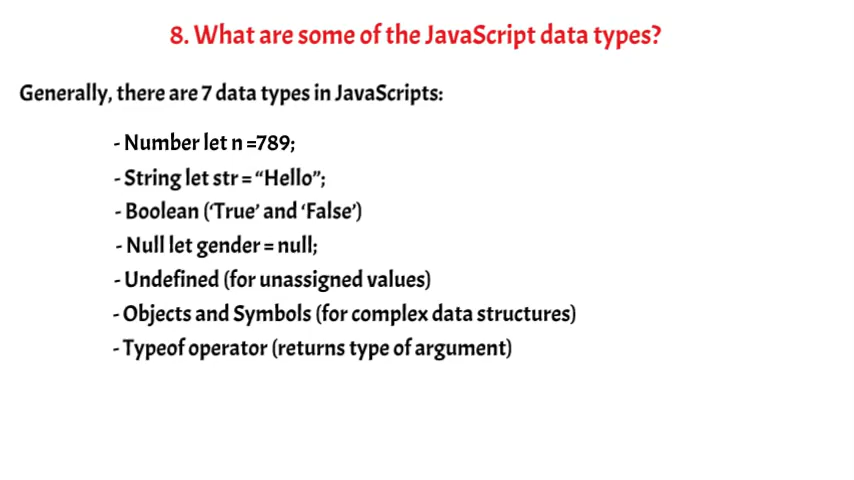 8. What are some of the JavaScript data types?
Generally, there are 7 data types in JavaScripts:
- Number let n =789;
- String let str = “Hello”;
- Boolean (‘True’ and ‘False’)
- Null let gender = null;
- Undefined (for unassigned values)
- Objects and Symbols (for complex data structures)
- Typeof operator (returns type of argument)